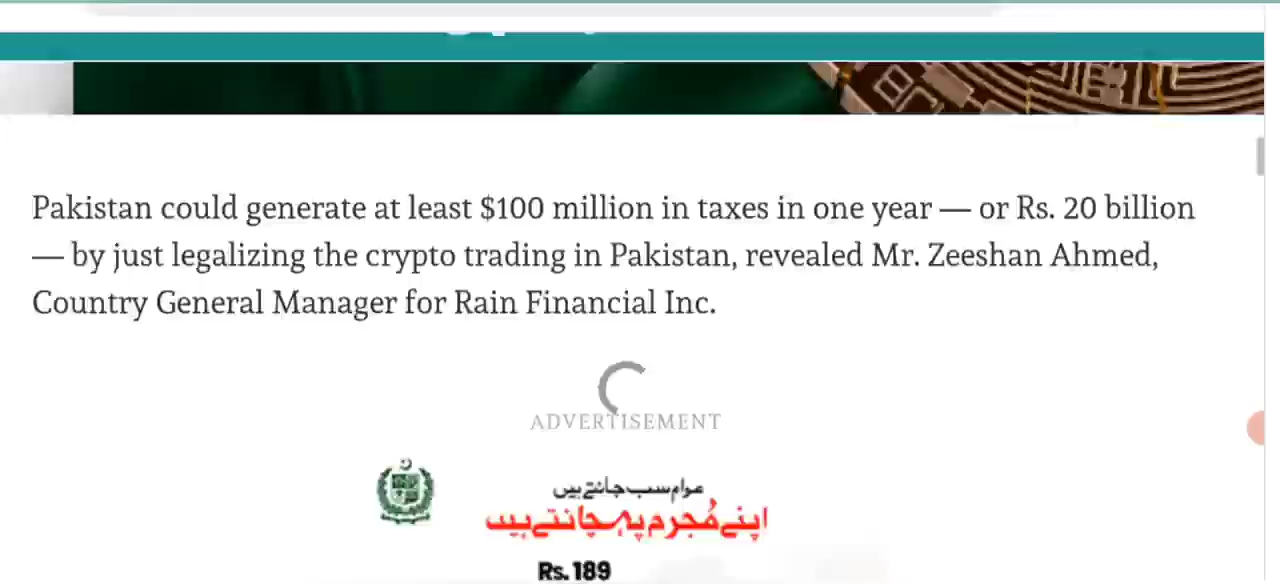 Pakistan could generate at least $100 million in taxes in one year — or Rs. 20 billion
— by just legalizing the crypto trading in Pakistan, revealed Mr. Zeeshan Ahmed,
Country General Manager for Rain Financial Inc.
ADVERTISEMENT
عوام سب جانتے ہیں
اپنے مُجرم پہچانتے ہیں
Rs. 189